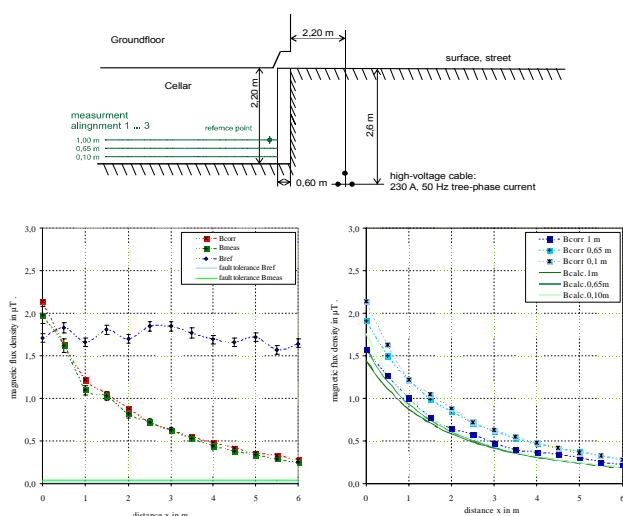 2,20 m
Groundfloor
surface, street
Cellar
2,20 m
2,6 m
measurment
alingnment 1 ... 3
refernce point
1,00 m
0,65 m
0,10 m
0,60 m
high-voltage cable:
230 A, 50 Hz tree-phase current
3,0
2,5
2,0
1,5
1,0
0,5
0,0
magnetic flux density in µT .
Bcorr
Bmeas
Bref
fault tolerance Bref
fault tolerance Bmeas
0 1 2 3 4 5 6
distance x in m
3,0
2,5
2,0
1,5
1,0
0,5
0,0
magnetic flux density in µT .
Bcorr 1 m
Bcorr 0,65 m
Bcorr 0,1 m
Bcalc.1m
Bcalc.0,65m
Bcalc.0,10m
0 1 2 3 4 5 6
distance x in m